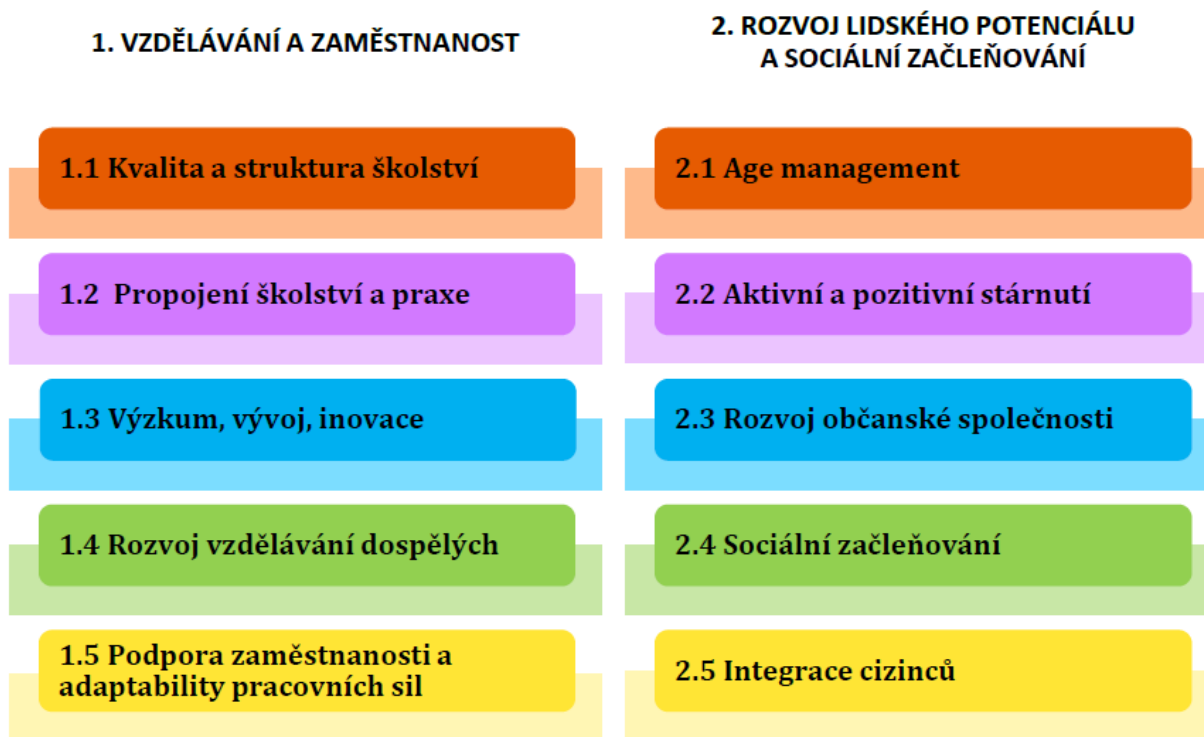 1. VZDĚLÁVÁNÍ A ZAMĚSTNANOST
1.1 Kvalita a struktura školství
1.2 Propojení školství a praxe
1.3 Výzkum, vývoj, inovace
1.4 Rozvoj vzdělávání dospělých
1.5 Podpora zaměstnanosti a
adaptability pracovních sil
2. ROZVOJ LIDSKÉHO POTENCIÁLU
A SOCIÁLNÍ ZAČLEŇOVÁNÍ
2.1 Age management
2.2 Aktivní a pozitivní stárnutí
2.3 Rozvoj občanské společnosti
2.4 Sociální začleňování
2.5 Integrace cizinců